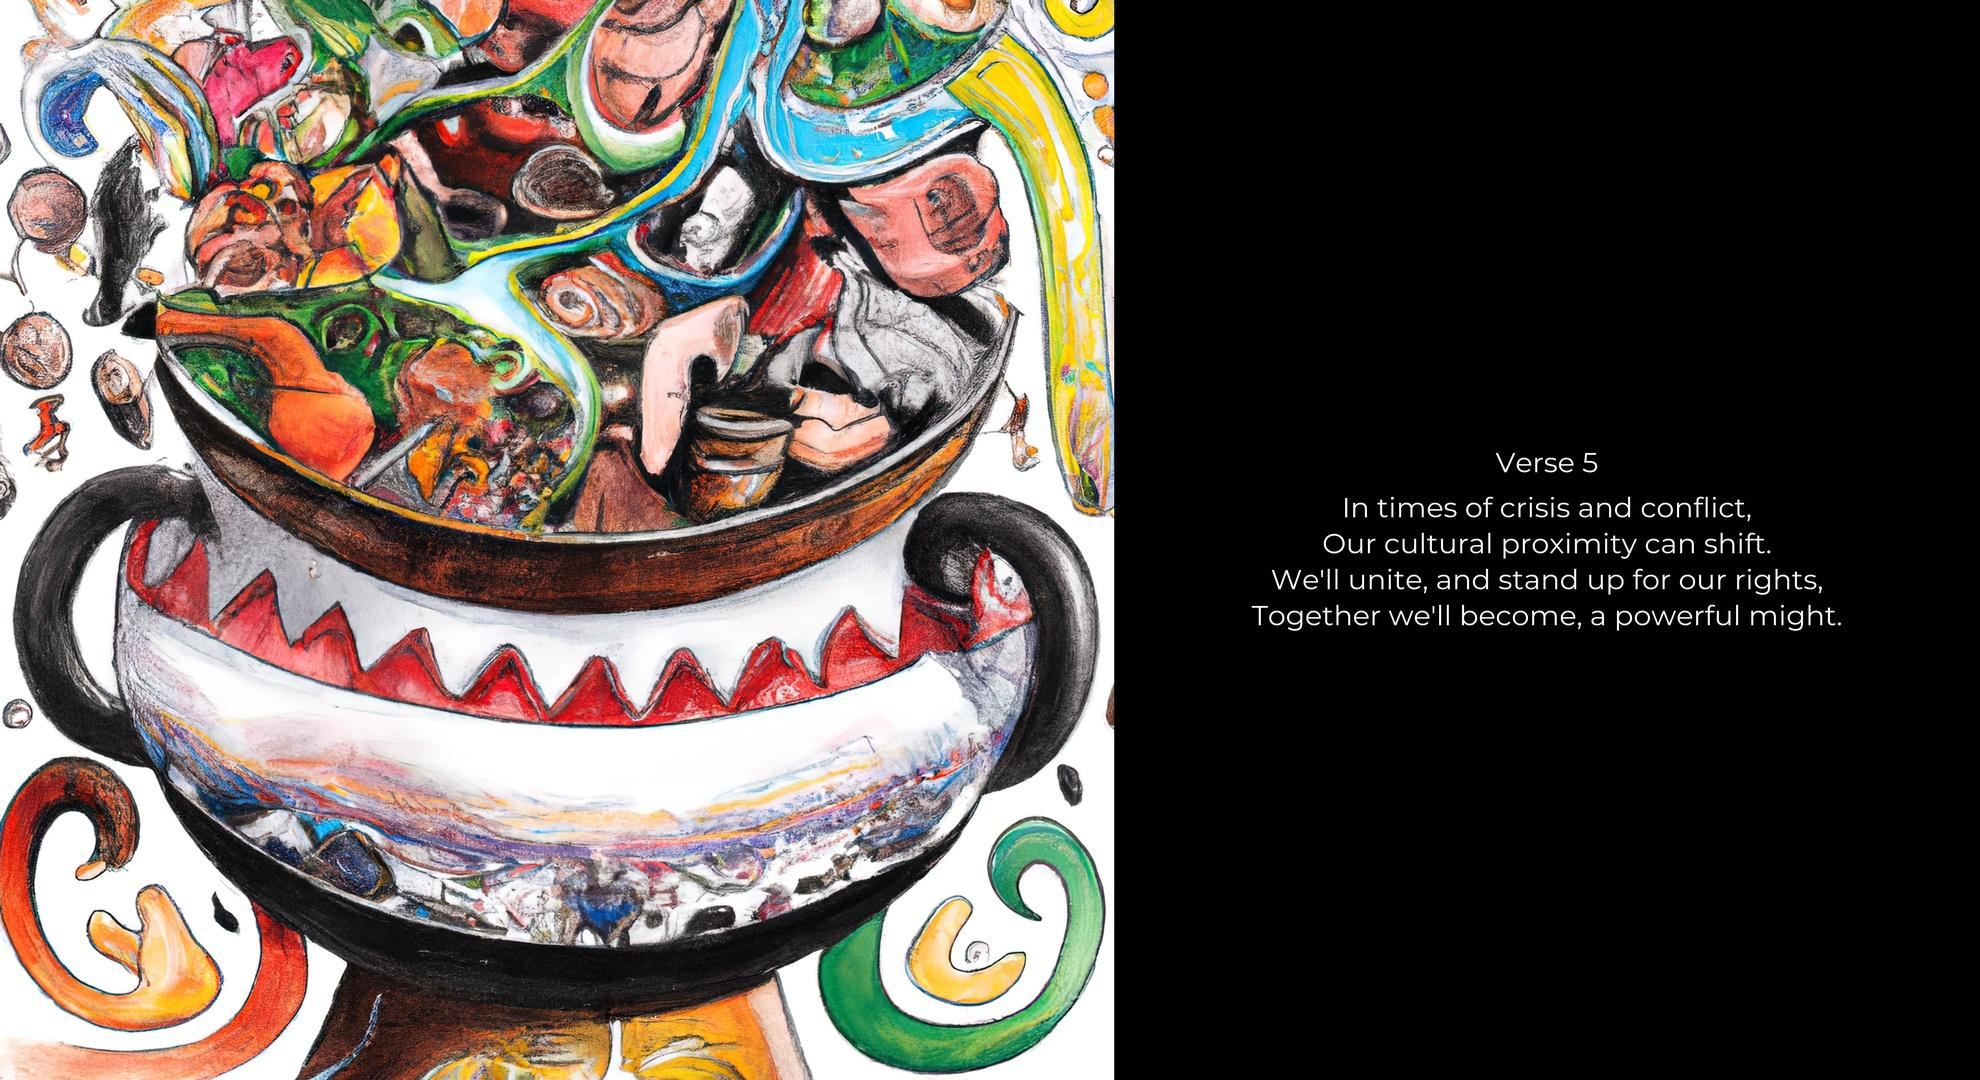 Verse 5
In times of crisis and conflict,
Our cultural proximity can shift.
We'll unite, and stand up for our rights,
Together we'll become, a powerful might.